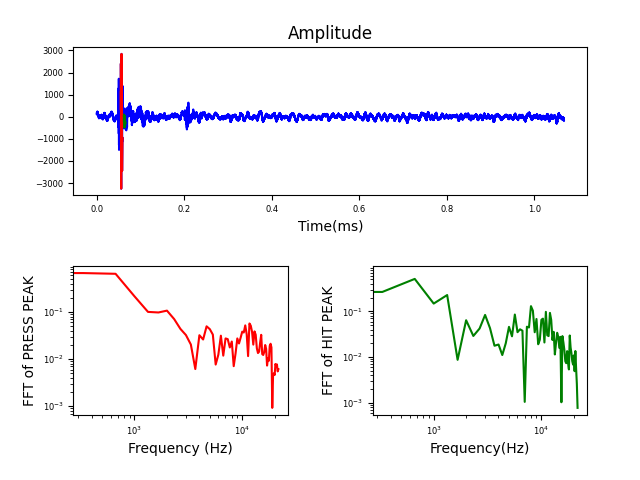 Amplitude
3000
2000
1000
0
−1000
−2000
−3000
0.0 0.2 0.4 0.6 0.8 1.0
Time(ms)
FFT of PRESS PEAK
10⁻¹
10⁻²
10⁻³
10³ 10⁴
Frequency (Hz)
FFT of HIT PEAK
10⁻¹
10⁻²
10⁻³
10³ 10⁴
Frequency(Hz)